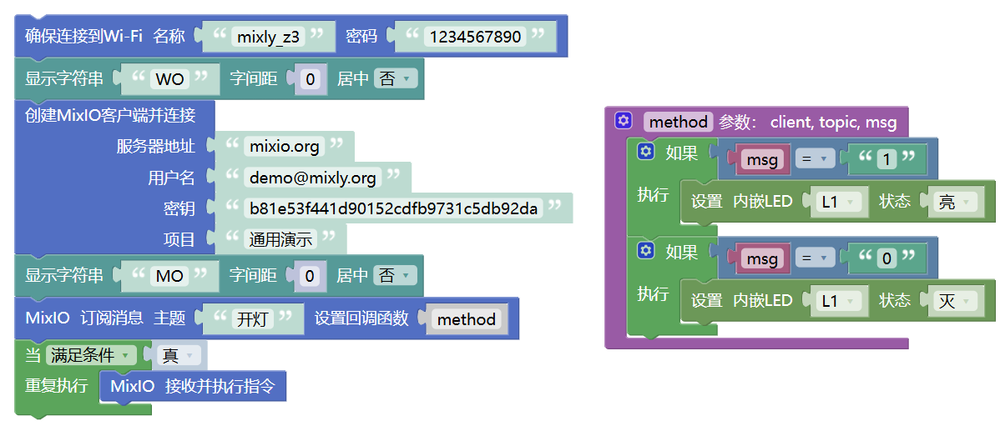 确保连接到Wi-Fi 名称 “ mixly_z3 ” 密码 “ 1234567890 ”
显示字符串 “ WO ” 字间距 0 居中 否
创建MixIO客户端并连接
服务器地址 “ mixio.org ”
用户名 “ demo@mixly.org ”
密钥 “ b81e53f441d90152cdfb9731c5db92da ”
项目 “ 通用演示 ”
显示字符串 “ MO ” 字间距 0 居中 否
MixIO 订阅消息 主题 “ 开灯 ” 设置回调函数 method
当 满足条件 真
重复执行 MixIO 接收并执行指令
method 参数: client, topic, msg
如果 msg = “ 1 ”
执行 设置 内嵌LED L1 状态 亮
如果 msg = “ 0 ”
执行 设置 内嵌LED L1 状态 灭